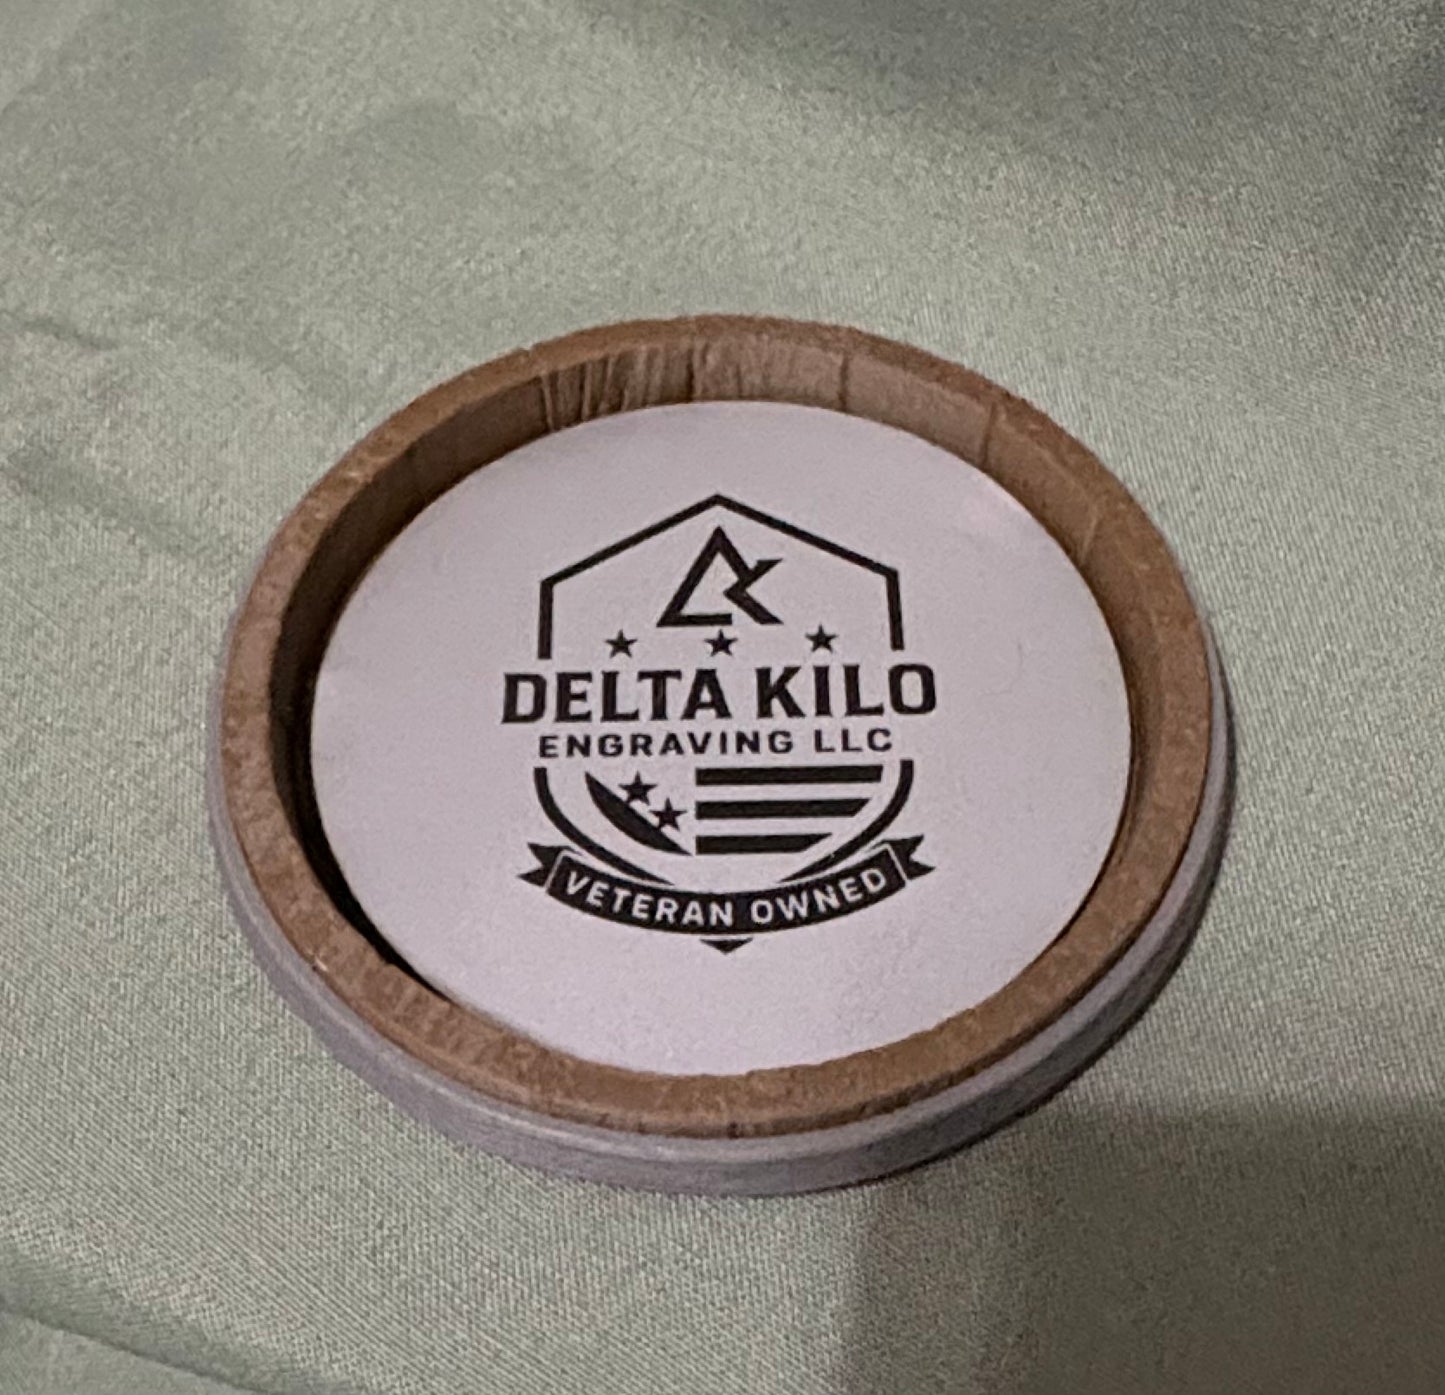 DELTA KILO
ENGRAVING LLC
VETERAN OWNED